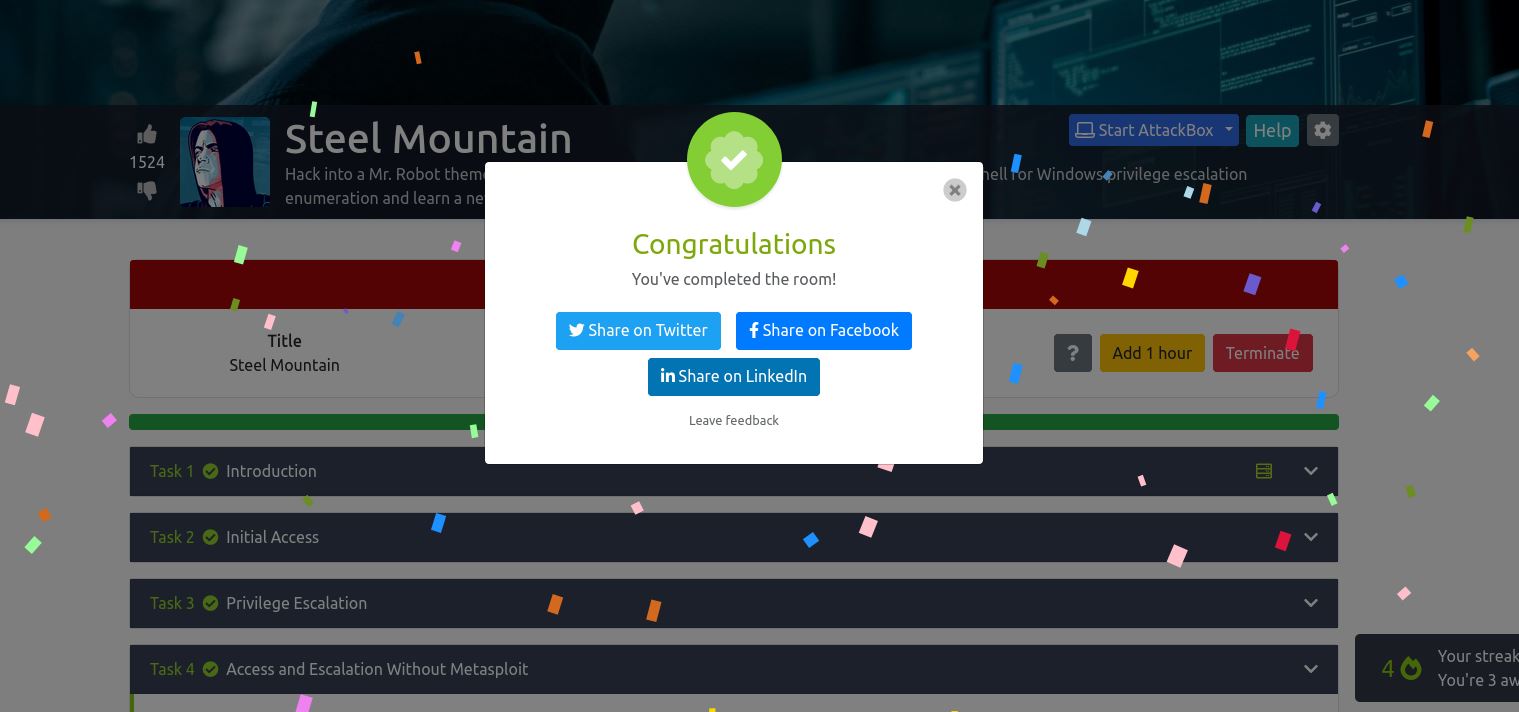 Steel Mountain
1524
Hack into a Mr. Robot theme
enumeration and learn a ne
for Windows privilege escalation
Start AttackBox
Help
Congratulations
You've completed the room!
Share on Twitter
Share on Facebook
Share on LinkedIn
Leave feedback
Title
Steel Mountain
?
Add 1 hour
Terminate
Task 1 Introduction
Task 2 Initial Access
Task 3 Privilege Escalation
Task 4 Access and Escalation Without Metasploit
4
Your streak
You're 3 aw